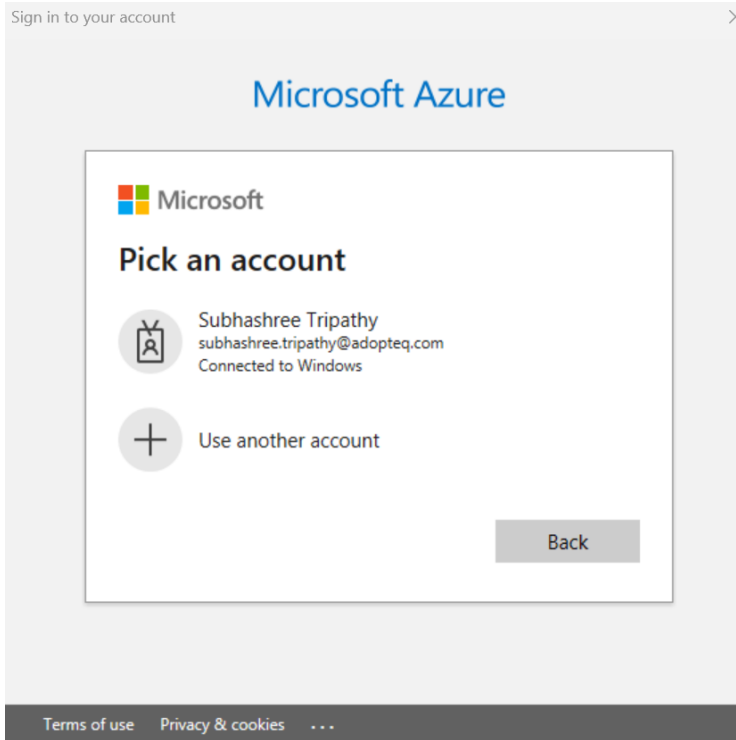 Sign in to your account
Microsoft Azure
Microsoft
Pick an account
Subhashree Tripathy
subhashree.tripathy@adopteq.com
Connected to Windows
Use another account
Back
Terms of use Privacy & cookies ...